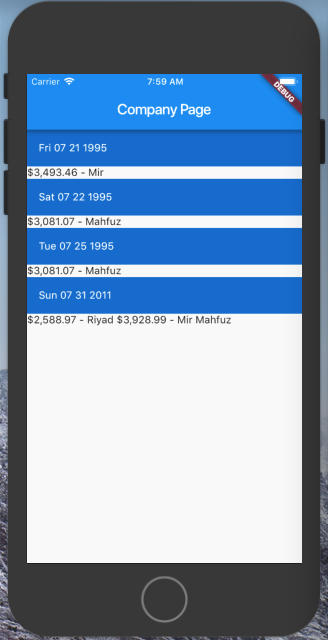 Carrier 7:59 AM
DEBUG
Company Page
Fri 07 21 1995
$3,493.46 - Mir
Sat 07 22 1995
$3,081.07 - Mahfuz
Tue 07 25 1995
$3,081.07 - Mahfuz
Sun 07 31 2011
$2,588.97 - Riyad $3,928.99 - Mir Mahfuz